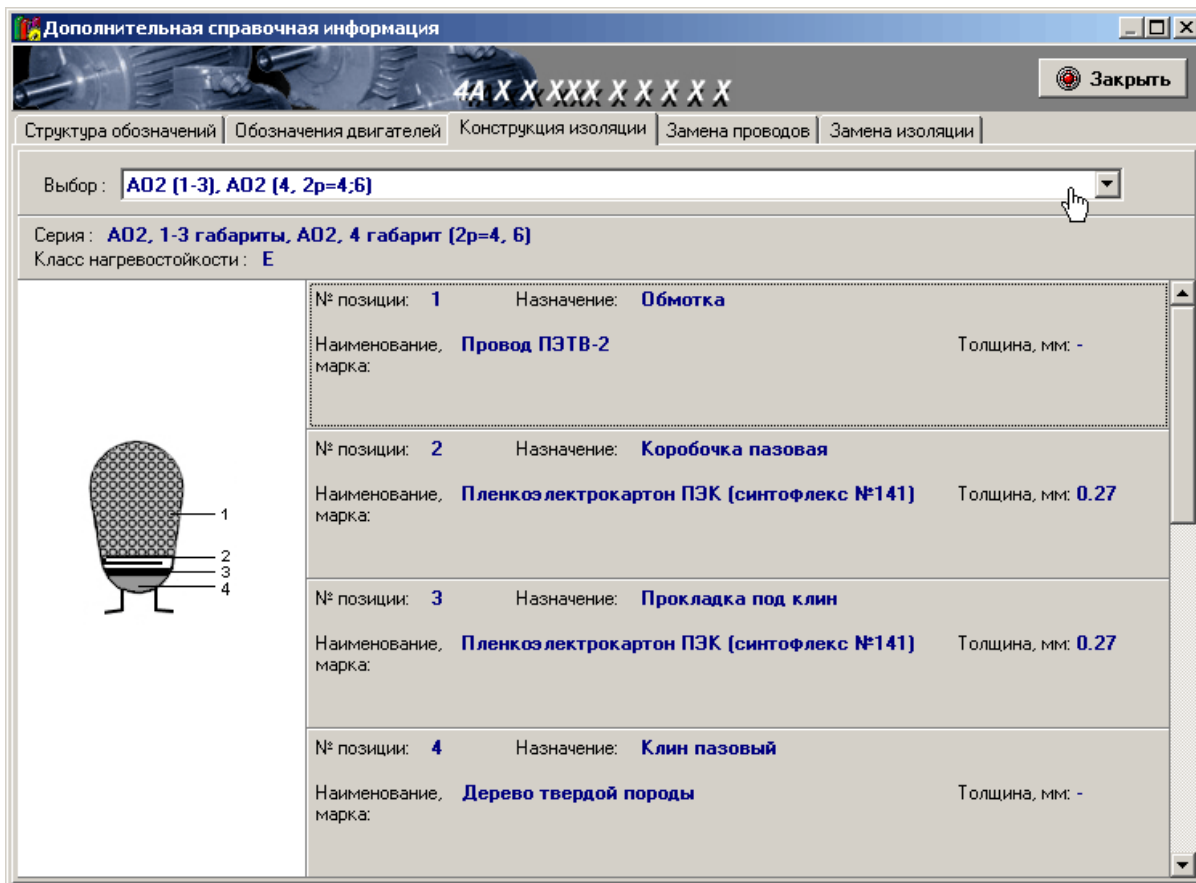 Дополнительная справочная информация
4А Х Х ХХХ Х Х Х Х Х
Закрыть
Структура обозначений Обозначения двигателей Конструкция изоляции Замена проводов Замена изоляции
Выбор : АО2 (1-3), АО2 (4, 2р=4;6)
Серия : АО2, 1-3 габариты, АО2, 4 габарит (2р=4, 6)
Класс нагревостойкости : Е
№ позиции: 1 Назначение: Обмотка
Наименование, марка: Провод ПЭТВ-2 Толщина, мм: -
№ позиции: 2 Назначение: Коробочка пазовая
Наименование, марка: Пленкоэлектрокартон ПЭК (синтофлекс №141) Толщина, мм: 0.27
№ позиции: 3 Назначение: Прокладка под клин
Наименование, марка: Пленкоэлектрокартон ПЭК (синтофлекс №141) Толщина, мм: 0.27
№ позиции: 4 Назначение: Клин пазовый
Наименование, марка: Дерево твердой породы Толщина, мм: -
1
2
3
4